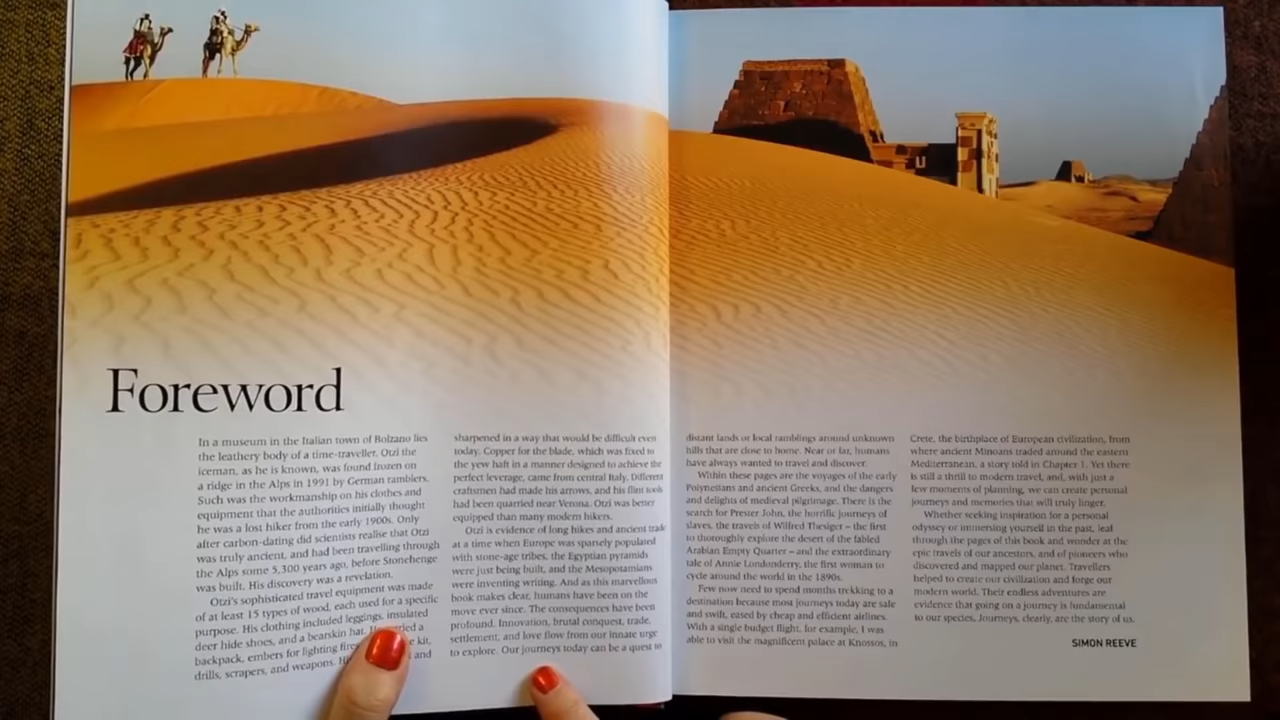 Foreword
In a museum in the Italian town of Bolzano lies
the leathery body of a time-traveller. Otzi the
iceman, as he is known, was found frozen on
a ridge in the Alps in 1991 by German ramblers.
Such was the workmanship on his clothes and
equipment that the authorities initially thought
he was a lost hiker from the early 1900s. Only
after carbon-dating did scientists realise that Otzi
was truly ancient, and had been travelling through
the Alps some 5,300 years ago, before Stonehenge
was built. His discovery was a revelation.
Otzi's sophisticated travel equipment was made
of at least 15 types of wood, each used for a specific
purpose. His clothing included leggings, insulated
deer hide shoes, and a bearskin hat.
backpack, embers for lighting kit,
drills, scrapers, and weapons. and
sharpened in a way that would be difficult even
today. Copper for the blade, which was fixed to
the yew haft in a manner designed to achieve the
perfect leverage, came from central Italy. Different
craftsmen had made his arrows, and his flint tools
had been quarried near Verona. Otzi was better
equipped than many modern hikers.
Otzi is evidence of long hikes and ancient trade
at a time when Europe was sparsely populated
with stone-age tribes, the Egyptian pyramids
were just being built, and the Mesopotamians
were inventing writing. And as this marvellous
book makes clear, humans have been on the
move ever since. The consequences have been
profound. Innovation, brutal conquest, trade,
settlement, and love flow from our innate urge
to explore. Our journeys today can be a quest to
distant lands or local ramblings around unknown
hills that are close to home. Near or far, humans
have always wanted to travel and discover.
Within these pages are the voyages of the early
Polynesians and ancient Greeks, and the dangers
and delights of medieval pilgrimage. There is the
search for Prester John, the horrific journeys of
slaves, the travels of Wilfred Thesiger – the first
to thoroughly explore the desert of the fabled
Arabian Empty Quarter – and the extraordinary
tale of Annie Londonderry, the first woman to
cycle around the world in the 1890s.
Few now need to spend months trekking to a
destination because most journeys today are safe
and swift, eased by cheap and efficient airlines.
With a single budget flight, for example, I was
able to visit the magnificent palace at Knossos, in
Crete, the birthplace of European civilization, from
where ancient Minoans traded around the eastern
Mediterranean, a story told in Chapter 1. Yet there
is still a thrill to modern travel, and, with just a
few moments of planning, we can create personal
journeys and memories that will truly linger.
Whether seeking inspiration for a personal
odyssey or immersing yourself in the past, leaf
through the pages of this book and wonder at the
epic travels of our ancestors, and of pioneers who
discovered and mapped our planet. Travellers
helped to create our civilization and forge our
modern world. Their endless adventures are
evidence that going on a journey is fundamental
to our species. Journeys, clearly, are the story of us.
SIMON REEVE